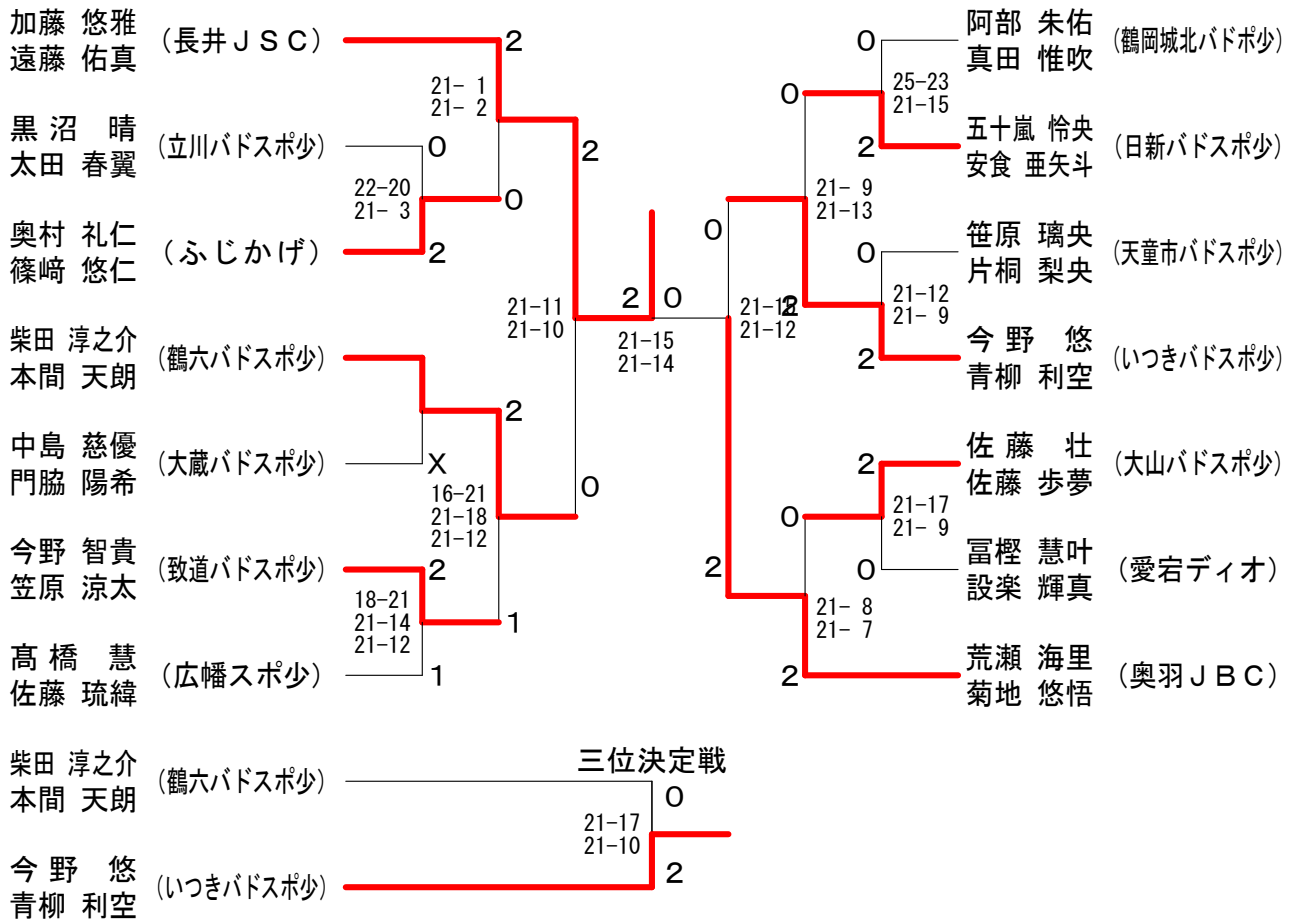 加藤 悠雅
遠藤 佑真
(長井ＪＳＣ)
2
21- 1
21- 2
黒沼 晴
太田 春翼
(立川バドスポ少)
0
22-20
21- 3
0
奥村 礼仁
篠﨑 悠仁
(ふじかげ)
2
2
21-11
21-10
柴田 淳之介
本間 天朗
(鶴六バドスポ少)
2
中島 慈優
門脇 陽希
(大蔵バドスポ少)
X
16-21
21-18
21-12
0
今野 智貴
笠原 涼太
(致道バドスポ少)
2
18-21
21-14
21-12
1
髙橋 慧
佐藤 琉緯
(広幡スポ少)
1
2
0
21-15
21-14
阿部 朱佑
真田 惟吹
(鶴岡城北バドポ少)
0
25-23
21-15
0
五十嵐 怜央
安食 亜矢斗
(日新バドスポ少)
2
21- 9
21-13
0
笹原 璃央
片桐 梨央
(天童市バドスポ少)
0
21-12
21- 9
2
21-12
今野 悠
青柳 利空
(いつきバドスポ少)
2
佐藤 壮
佐藤 歩夢
(大山バドスポ少)
2
21-17
21- 9
0
冨樫 慧叶
設楽 輝真
(愛宕ディオ)
0
2
21- 8
21- 7
荒瀬 海里
菊地 悠悟
(奥羽ＪＢＣ)
2
三位決定戦
柴田 淳之介
本間 天朗
(鶴六バドスポ少)
0
21-17
21-10
今野 悠
青柳 利空
(いつきバドスポ少)
2